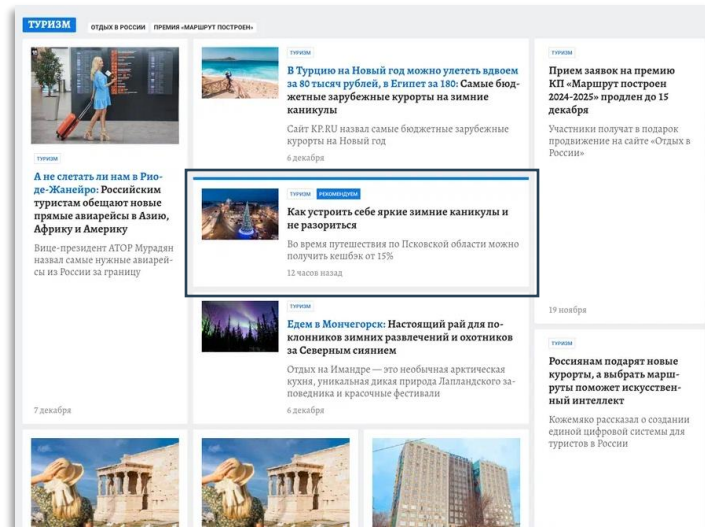 ТУРИЗМ
ОТДЫХ В РОССИИ ПРЕМИЯ «МАРШРУТ ПОСТРОЕН»
ТУРИЗМ
А не слетать ли нам в Рио-
де-Жанейро: Российским
туристам обещают новые
прямые авиарейсы в Азию,
Африку и Америку
Вице-президент АТОР Мурадян
назвал самые нужные авиарей-
сы из России за границу
7 декабря
ТУРИЗМ
В Турцию на Новый год можно улететь вдвоем
за 80 тысяч рублей, в Египет за 180: Самые бюд-
жетные зарубежные курорты на зимние
каникулы
Сайт KP.RU назвал самые бюджетные зарубежные
курорты на Новый год
6 декабря
ТУРИЗМ РЕКОМЕНДУЕМ
Как устроить себе яркие зимние каникулы и
не разориться
Во время путешествия по Псковской области можно
получить кешбэк от 15%
12 часов назад
ТУРИЗМ
Едем в Мончегорск: Настоящий рай для по-
клонников зимних развлечений и охотников
за Северным сиянием
Отдых на Имандре — это необычная арктическая
кухня, уникальная дикая природа Лапландского за-
поведника и красочные фестивали
6 декабря
ТУРИЗМ
Прием заявок на премию
КП «Маршрут построен
2024-2025» продлен до 15
декабря
Участники получат в подарок
продвижение на сайте «Отдых в
России»
19 ноября
ТУРИЗМ
Россиянам подарят новые
курорты, а выбрать марш-
руты поможет искусствен-
ный интеллект
Кожемяко рассказал о создании
единой цифровой системы для
туристов в России